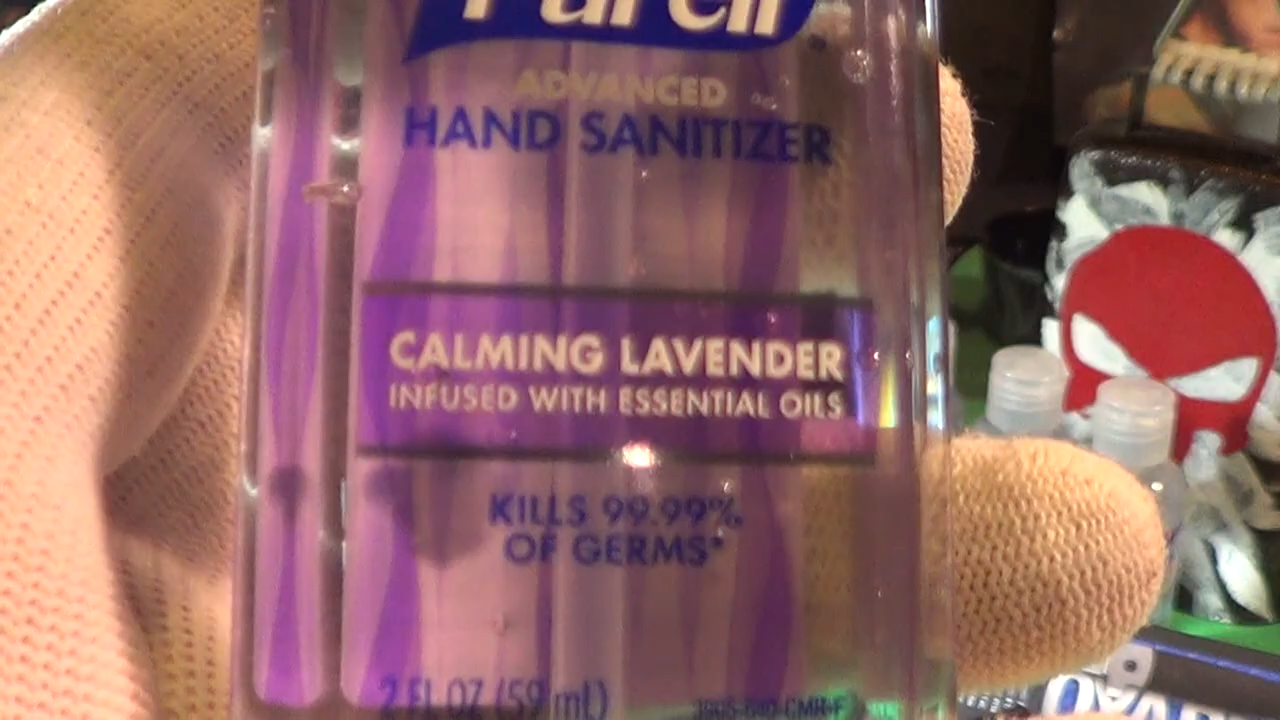 Purell
ADVANCED
HAND SANITIZER
CALMING LAVENDER
INFUSED WITH ESSENTIAL OILS
KILLS 99.99%
OF GERMS*
2 FL OZ (59 mL)